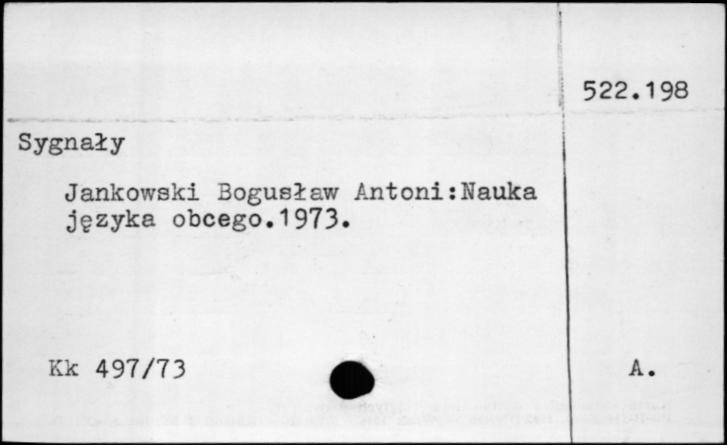 522.198
Sygnały
Jankowski Bogusław Antoni:Nauka
języka obcego.1973.
Kk 497/73
A.